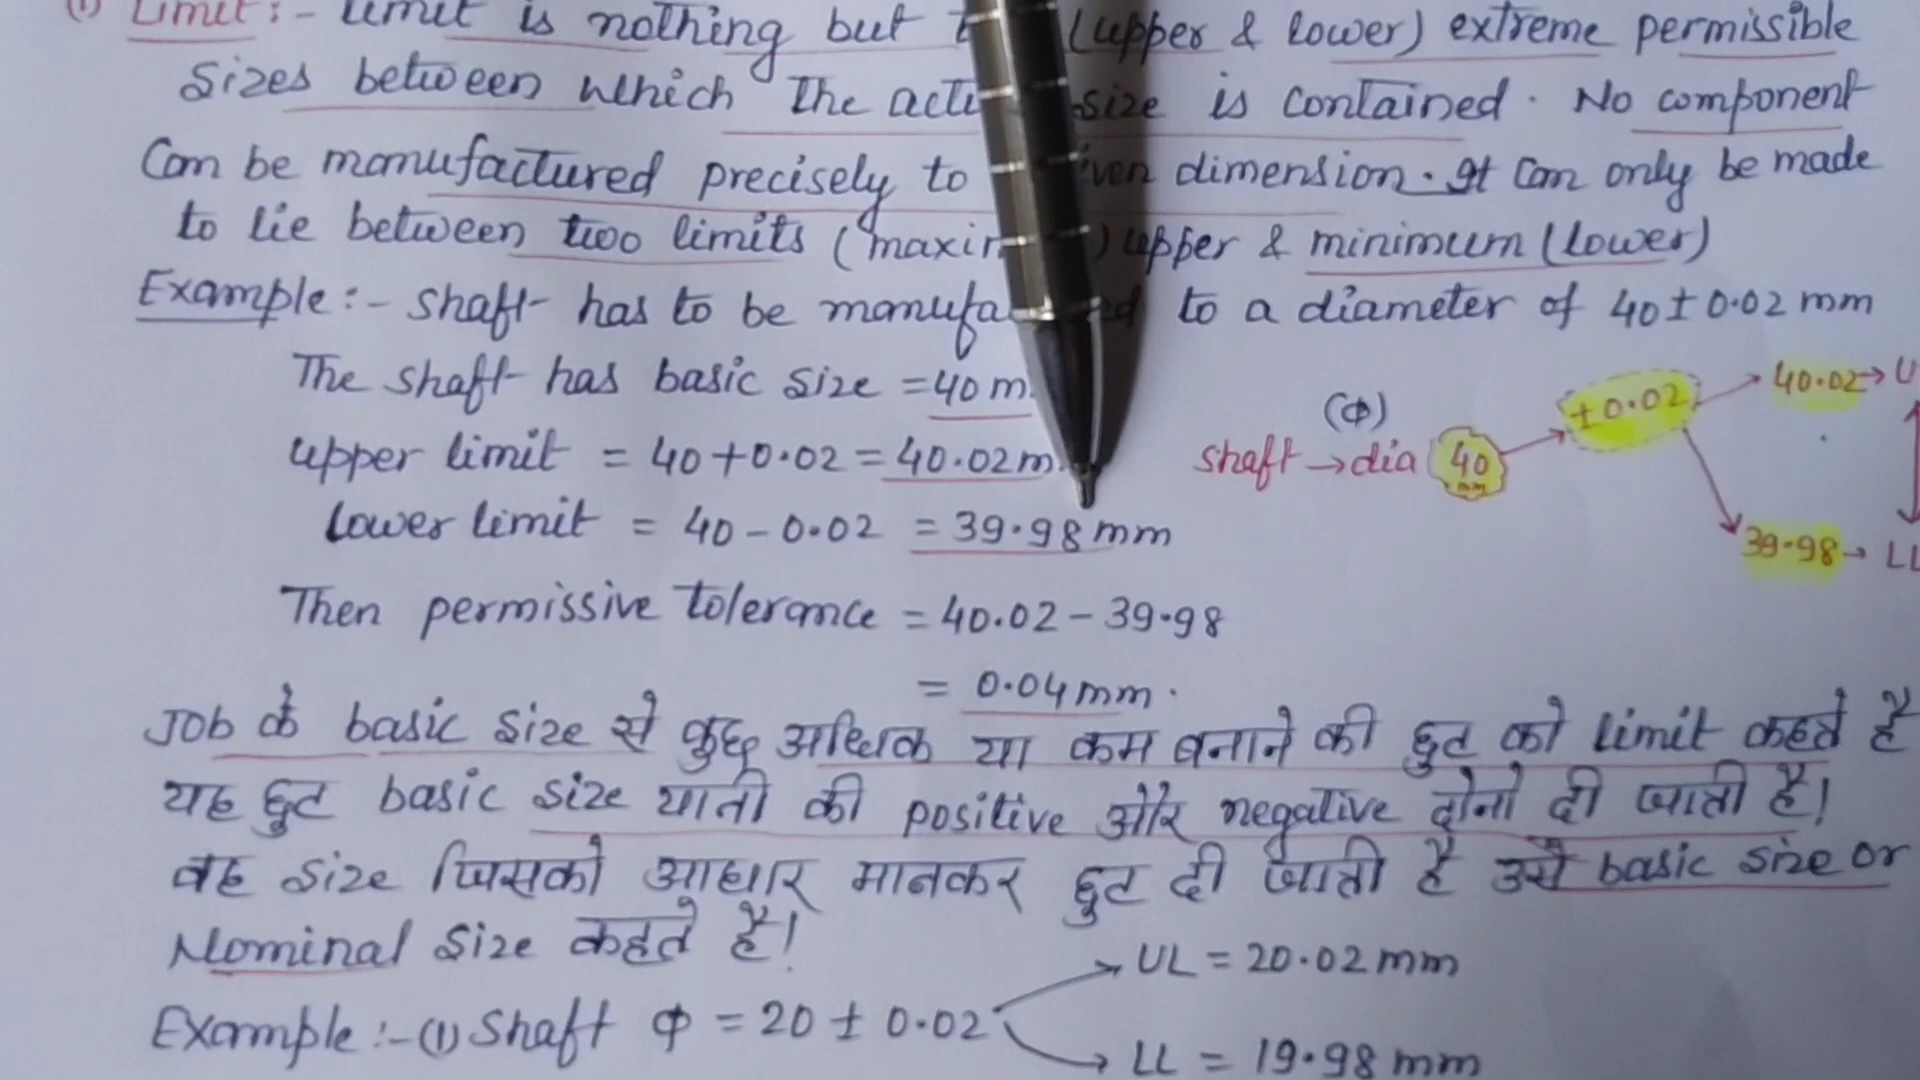 (1) Limit :- Limit is nothing but (upper & lower) extreme permissible
sizes between which the size is contained. No component
Can be manufactured precisely to dimension. It can only be made
to lie between two limits ( ) upper & minimum (lower)
Example :- shaft has to be to a diameter of 40 ± 0.02 mm
The shaft has basic size = 40 m
upper limit = 40 + 0.02 = 40.02 m
(Φ)
shaft → dia 40 mm ± 0.02 40.02 → U
lower limit = 40 - 0.02 = 39.98 mm
39.98 → LL
Then permissive tolerance = 40.02 - 39.98
= 0.04 mm.
Job के basic size से कुछ अधिक या कम बनाने की छुट को limit कहते हैं
यह छुट basic size यानी की positive और negative दोनो दी जाती है।
वह size जिसको आधार मानकर छुट दी जाती है उसे basic size or
Nominal size कहते है।
UL = 20.02 mm
Example :- (1) Shaft Φ = 20 ± 0.02
LL = 19.98 mm